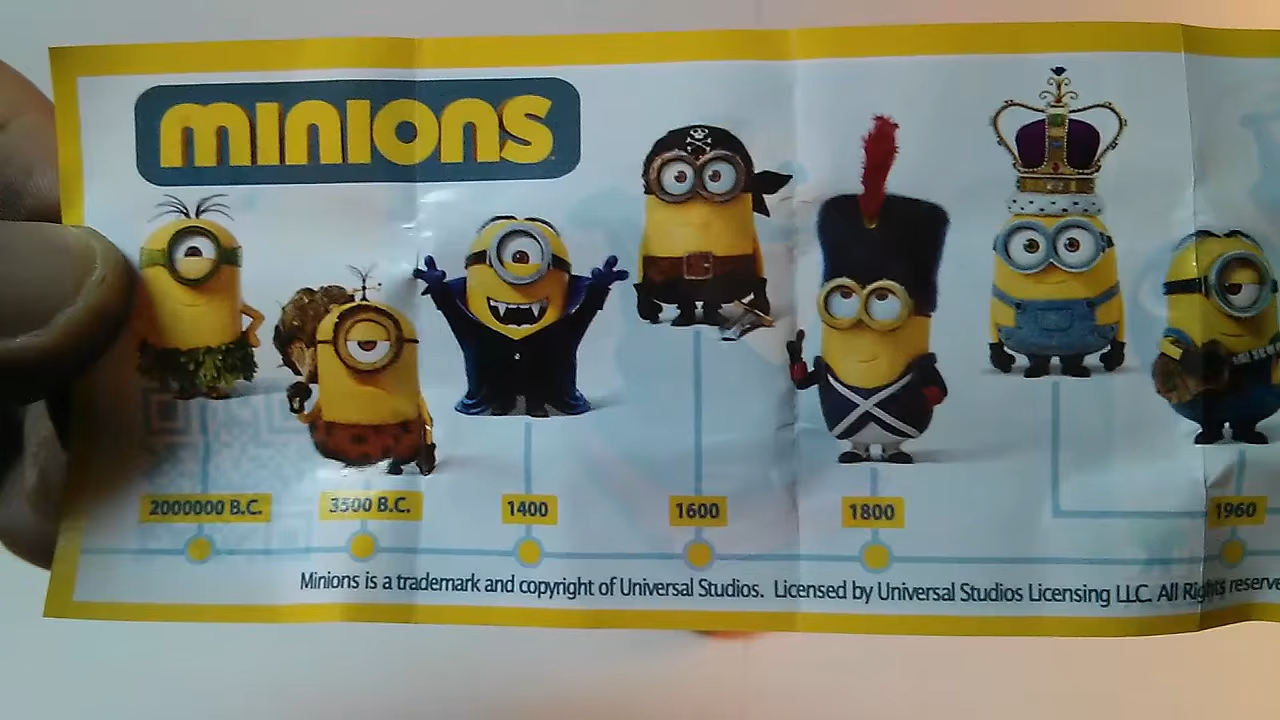 MINIONS
2000000 B.C.
3500 B.C.
1400
1600
1800
1960
Minions is a trademark and copyright of Universal Studios. Licensed by Universal Studios Licensing LLC. All Rights reserve